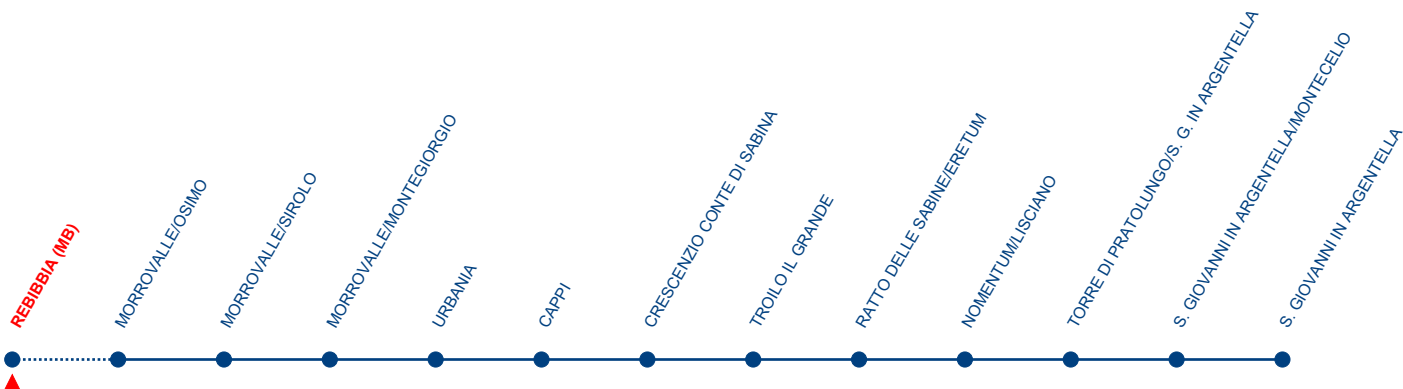 REBIBBIA (MB)
MORROVALLE/OSIMO
MORROVALLE/SIROLO
MORROVALLE/MONTEGIORGIO
URBANIA
CAPPI
CRESCENZIO CONTE DI SABINA
TROILO IL GRANDE
RATTO DELLE SABINE/ERETUM
NOMENTUM/LISCIANO
TORRE DI PRATOLUNGO/S. G. IN ARGENTELLA
S. GIOVANNI IN ARGENTELLA/MONTECELIO
S. GIOVANNI IN ARGENTELLA